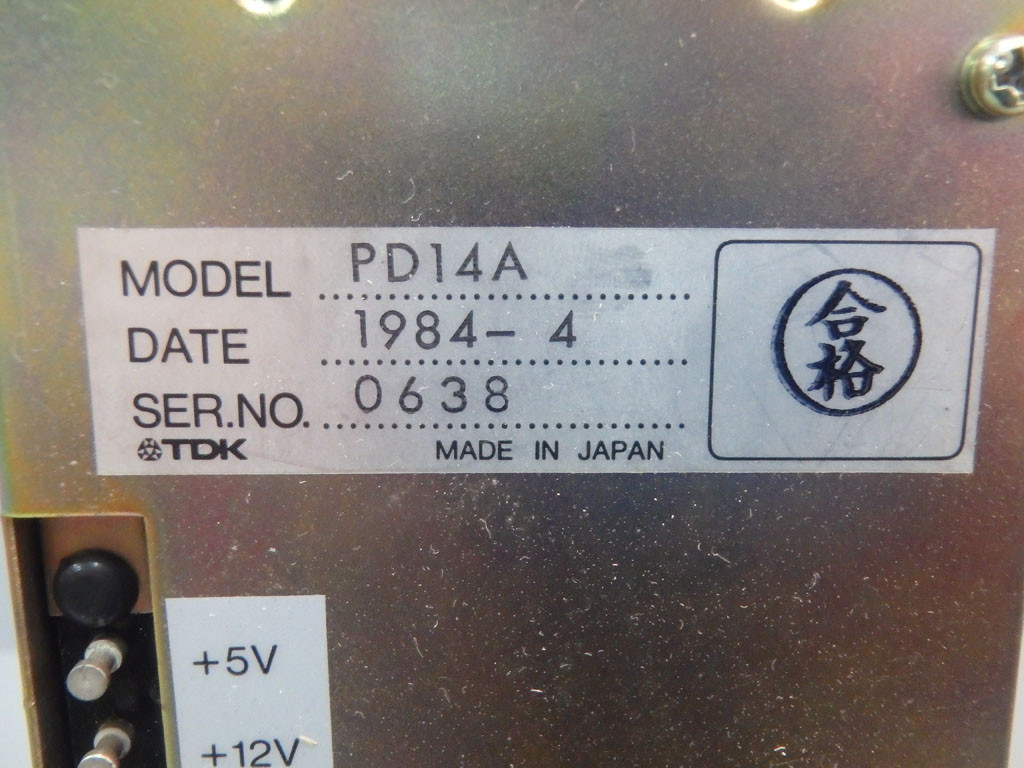 MODEL PD14A
DATE 1984- 4
SER.NO. 0638
TDK MADE IN JAPAN
合格
+5V
+12V